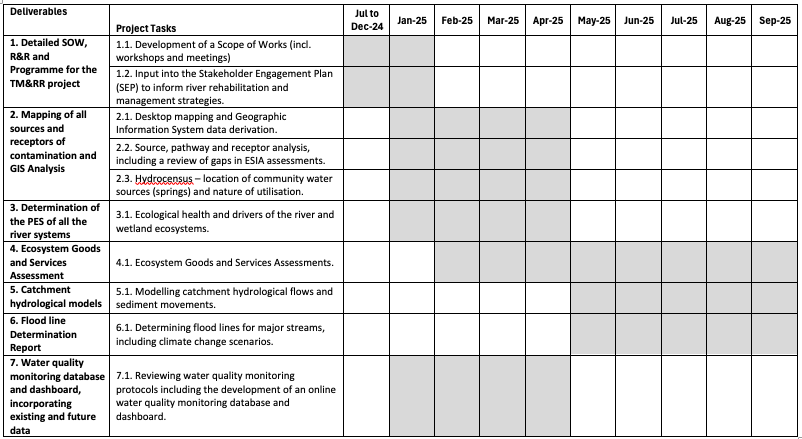 Deliverables
Project Tasks
Jul to
Dec-24
Jan-25
Feb-25
Mar-25
Apr-25
May-25
Jun-25
Jul-25
Aug-25
Sep-25
1. Detailed SOW,
R&R and
Programme for the
TM&RR project
1.1. Development of a Scope of Works (incl.
workshops and meetings)
1.2. Input into the Stakeholder Engagement Plan
(SEP) to inform river rehabilitation and
management strategies.
2. Mapping of all
sources and
receptors of
contamination and
GIS Analysis
2.1. Desktop mapping and Geographic
Information System data derivation.
2.2. Source, pathway and receptor analysis,
including a review of gaps in ESIA assessments.
2.3. Hydrocensus – location of community water
sources (springs) and nature of utilisation.
3. Determination of
the PES of all the
river systems
3.1. Ecological health and drivers of the river and
wetland ecosystems.
4. Ecosystem Goods
and Services
Assessment
4.1. Ecosystem Goods and Services Assessments.
5. Catchment
hydrological models
5.1. Modelling catchment hydrological flows and
sediment movements.
6. Flood line
Determination
Report
6.1. Determining flood lines for major streams,
including climate change scenarios.
7. Water quality
monitoring database
and dashboard,
incorporating
existing and future
data
7.1. Reviewing water quality monitoring
protocols including the development of an online
water quality monitoring database and
dashboard.